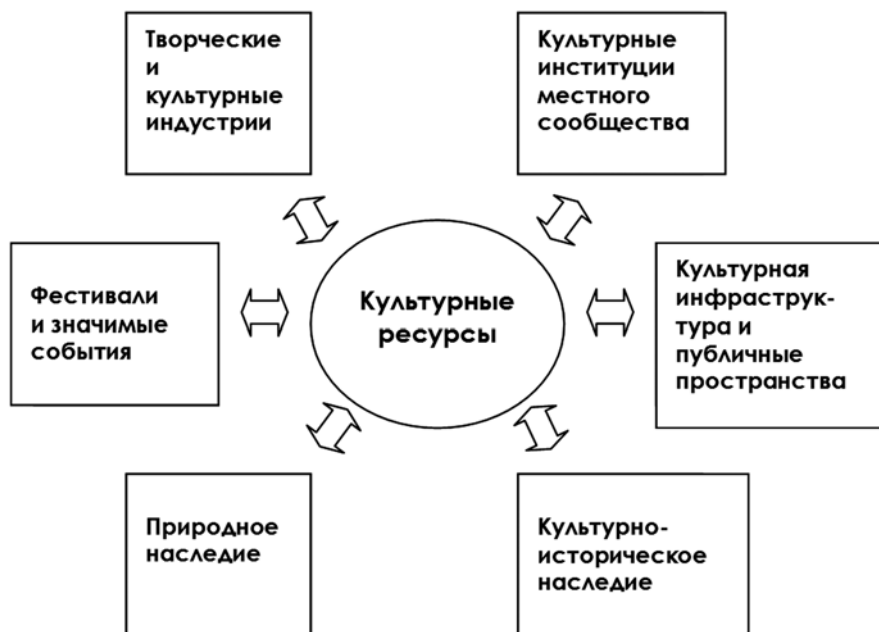 Творческие
и
культурные
индустрии
Культурные
институции
местного
сообщества
Фестивали
и значимые
события
Культурные
ресурсы
Культурная
инфраструк-
тура и
публичные
пространства
Природное
наследие
Культурно-
историческое
наследие